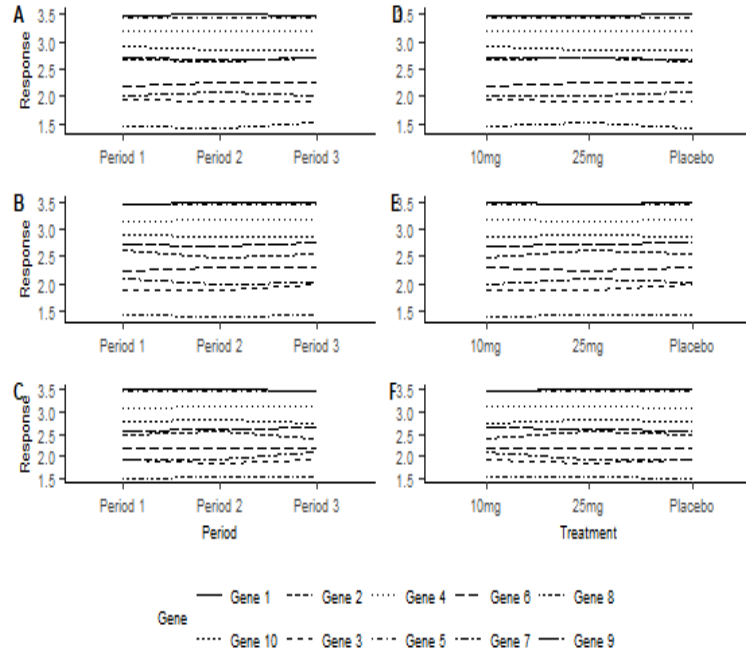 A
Response
3.5
3.0
2.5
2.0
1.5
Period 1 Period 2 Period 3
D
3.5
3.0
2.5
2.0
1.5
10mg 25mg Placebo
B
Response
3.5
3.0
2.5
2.0
1.5
Period 1 Period 2 Period 3
E
3.5
3.0
2.5
2.0
1.5
10mg 25mg Placebo
C
Response
3.5
3.0
2.5
2.0
1.5
Period 1 Period 2 Period 3
Period
F
3.5
3.0
2.5
2.0
1.5
10mg 25mg Placebo
Treatment
Gene
Gene 1 Gene 2 Gene 4 Gene 6 Gene 8
Gene 10 Gene 3 Gene 5 Gene 7 Gene 9